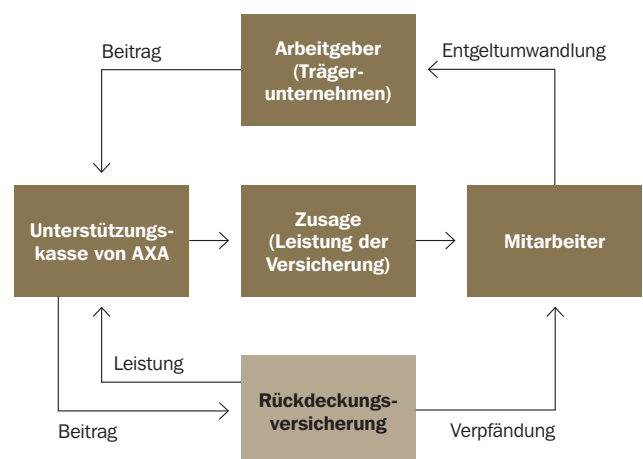 Beitrag
Arbeitgeber
(Träger-
unternehmen)
Entgeltumwandlung
Unterstützungs-
kasse von AXA
Zusage
(Leistung der
Versicherung)
Mitarbeiter
Leistung
Beitrag
Rückdeckungs-
versicherung
Verpfändung